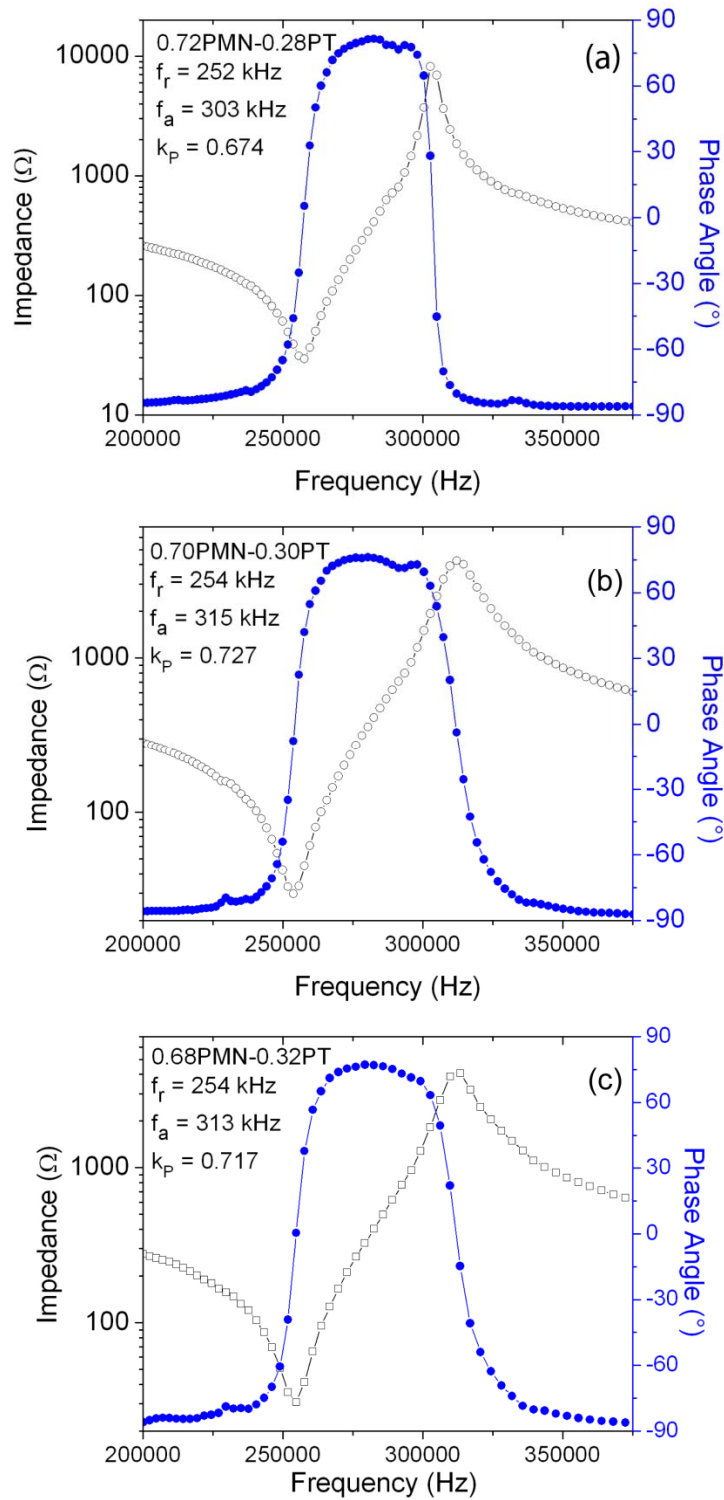 0.72PMN-0.28PT
(a)
f_r = 252 kHz
f_a = 303 kHz
k_P = 0.674
10000
1000
100
10
Impedance (Ω)
90
60
30
0
-30
-60
-90
Phase Angle (°)
200000 250000 300000 350000
Frequency (Hz)
0.70PMN-0.30PT
(b)
f_r = 254 kHz
f_a = 315 kHz
k_P = 0.727
1000
100
Impedance (Ω)
90
60
30
0
-30
-60
-90
Phase Angle (°)
200000 250000 300000 350000
Frequency (Hz)
0.68PMN-0.32PT
(c)
f_r = 254 kHz
f_a = 313 kHz
k_P = 0.717
1000
100
Impedance (Ω)
90
60
30
0
-30
-60
-90
Phase Angle (°)
200000 250000 300000 350000
Frequency (Hz)